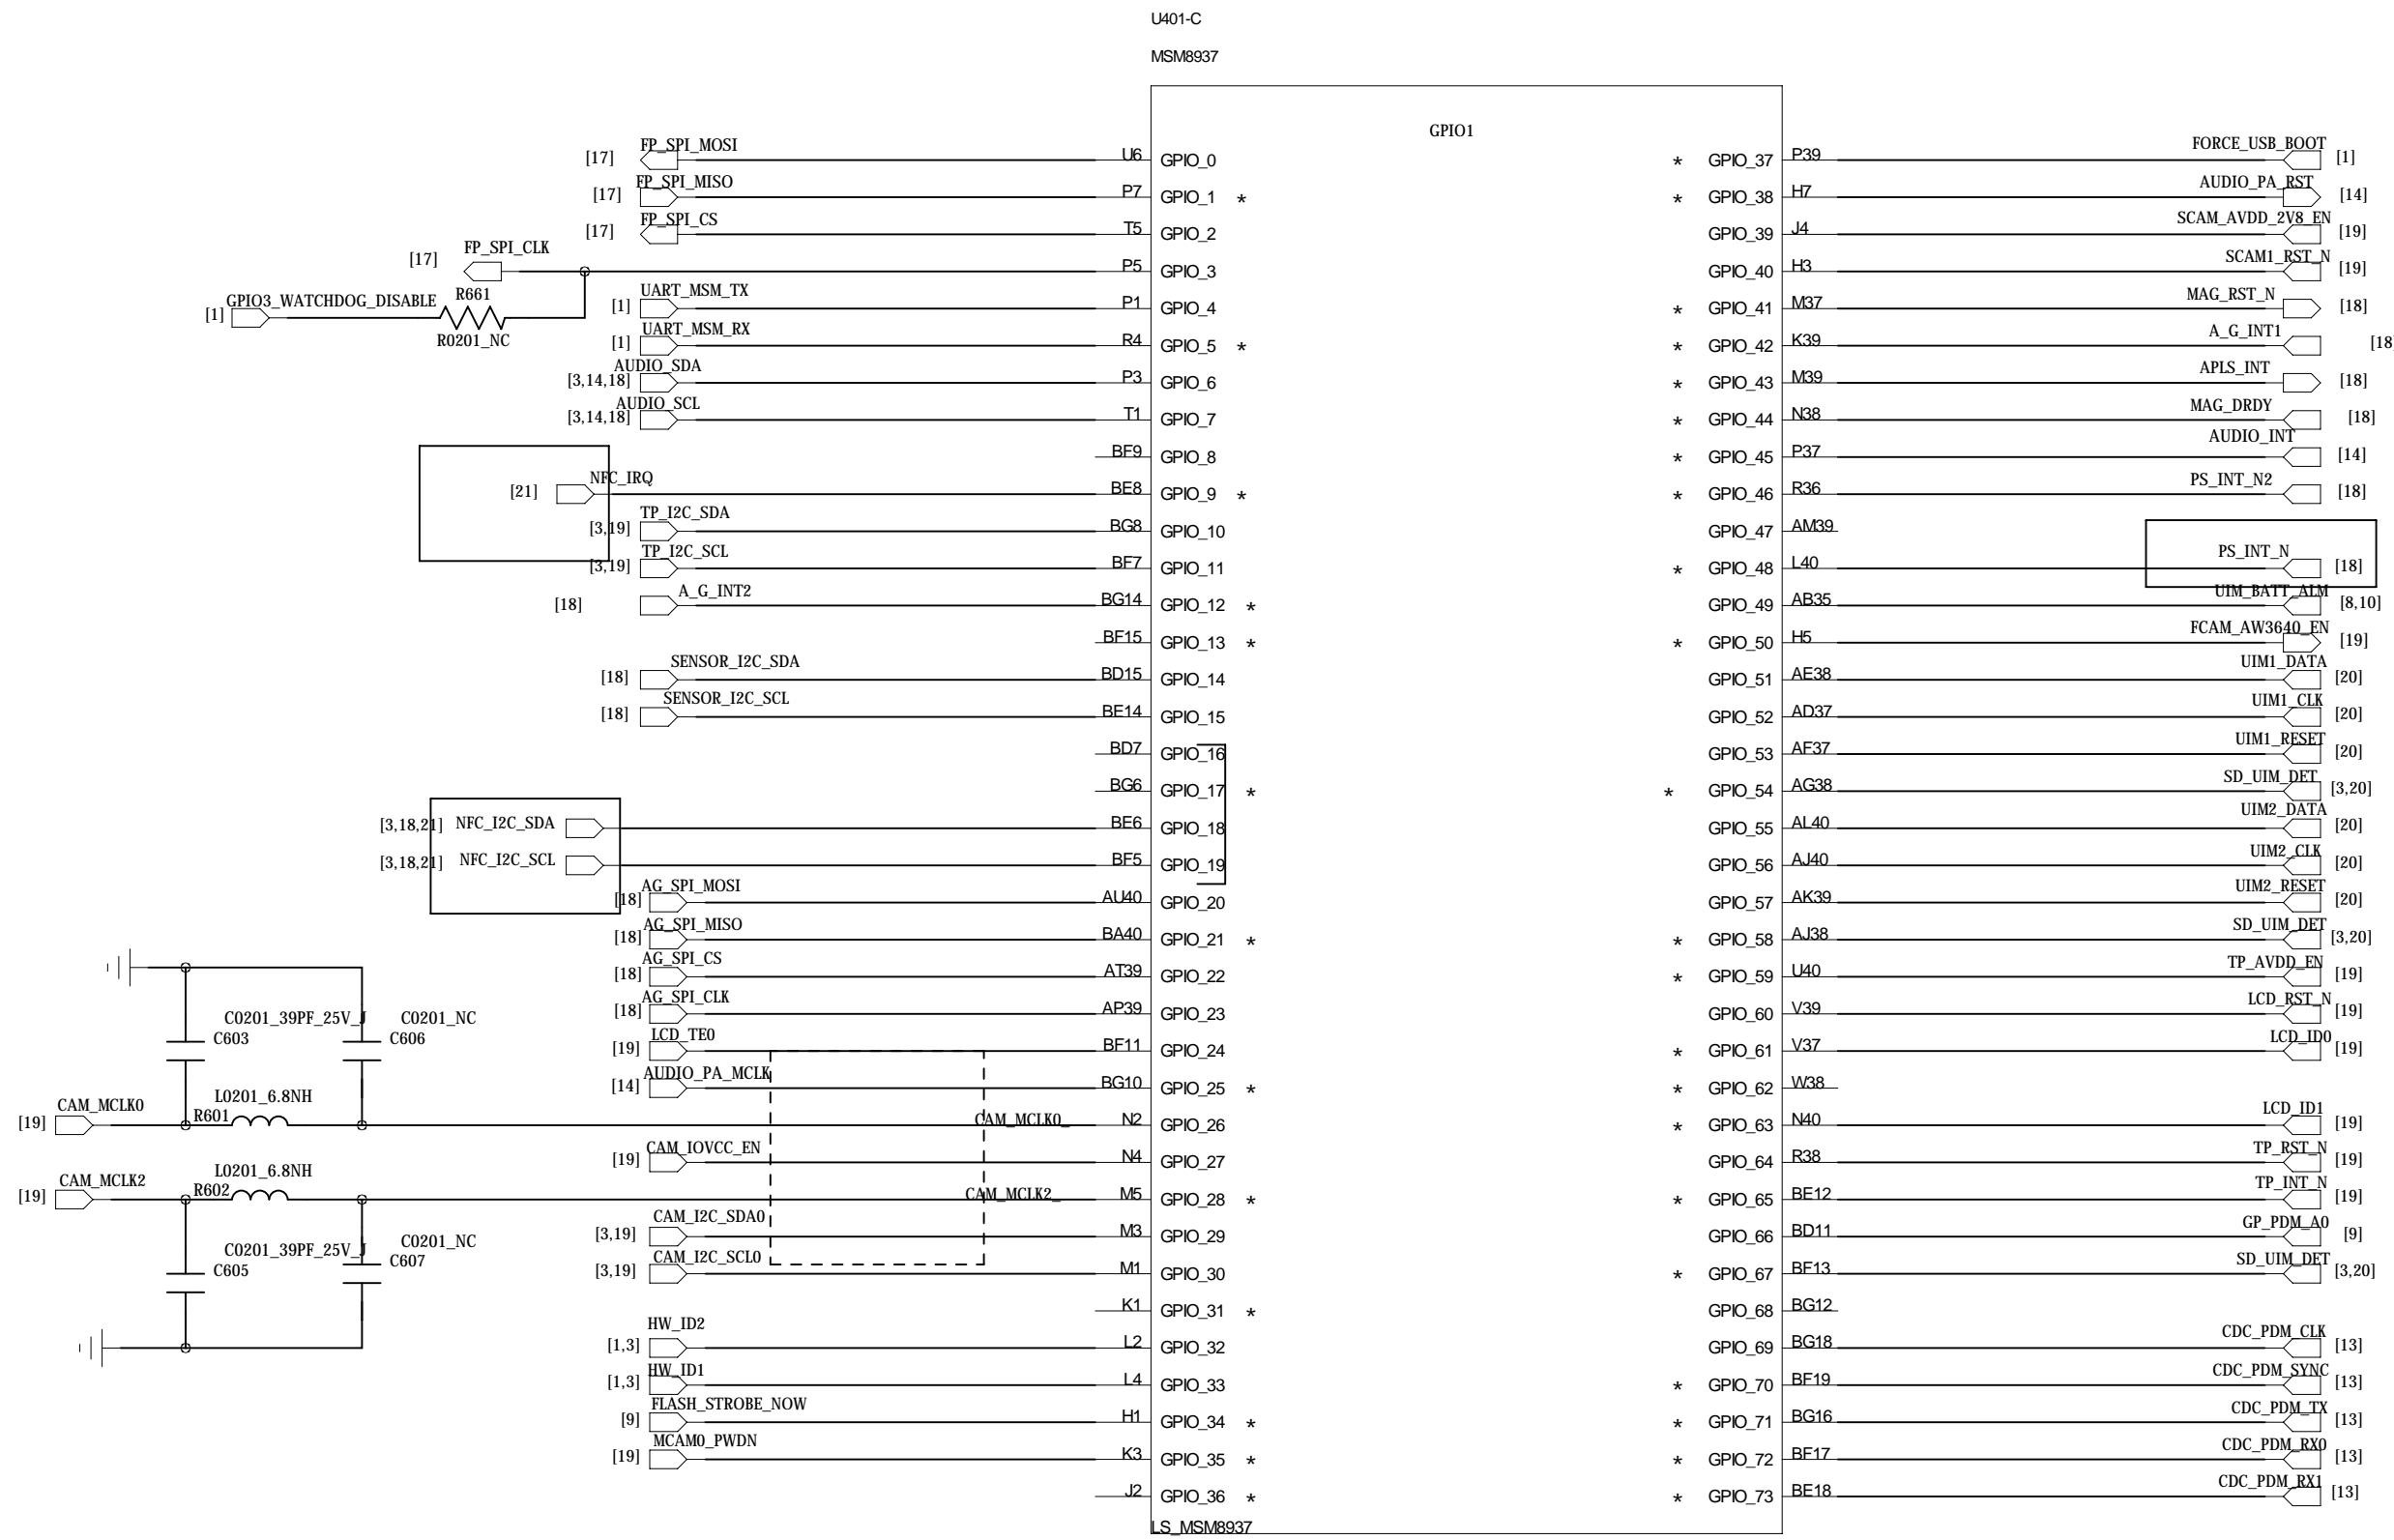 U401-C
MSM8937
GPIO1
[17] FP_SPI_MOSI U6 GPIO_0
[17] FP_SPI_MISO P7 GPIO_1 *
[17] FP_SPI_CS T5 GPIO_2
[17] FP_SPI_CLK P5 GPIO_3
[1] GPIO3_WATCHDOG_DISABLE R661
R0201_NC
[1] UART_MSM_TX P1 GPIO_4
[1] UART_MSM_RX R4 GPIO_5 *
[3,14,18] AUDIO_SDA P3 GPIO_6
[3,14,18] AUDIO_SCL T1 GPIO_7
BF9 GPIO_8
[21] NFC_IRQ BE8 GPIO_9 *
[3,19] TP_I2C_SDA BG8 GPIO_10
[3,19] TP_I2C_SCL BF7 GPIO_11
[18] A_G_INT2 BG14 GPIO_12 *
BF15 GPIO_13 *
[18] SENSOR_I2C_SDA BD15 GPIO_14
[18] SENSOR_I2C_SCL BE14 GPIO_15
BD7 GPIO_16
BG6 GPIO_17 *
[3,18,21] NFC_I2C_SDA BE6 GPIO_18
[3,18,21] NFC_I2C_SCL BF5 GPIO_19
[18] AG_SPI_MOSI AU40 GPIO_20
[18] AG_SPI_MISO BA40 GPIO_21 *
[18] AG_SPI_CS AT39 GPIO_22
[18] AG_SPI_CLK AP39 GPIO_23
C0201_39PF_25V_J C0201_NC
C603 C606
[19] LCD_TE0 BF11 GPIO_24
[14] AUDIO_PA_MCLK BG10 GPIO_25 *
L0201_6.8NH
[19] CAM_MCLK0 R601 CAM_MCLK0_ N2 GPIO_26
[19] CAM_IOVCC_EN N4 GPIO_27
L0201_6.8NH
[19] CAM_MCLK2 R602 CAM_MCLK2_ M5 GPIO_28 *
[3,19] CAM_I2C_SDA0 M3 GPIO_29
C0201_39PF_25V_J C0201_NC
C605 C607
[3,19] CAM_I2C_SCL0 M1 GPIO_30
K1 GPIO_31 *
[1,3] HW_ID2 L2 GPIO_32
[1,3] HW_ID1 L4 GPIO_33
[9] FLASH_STROBE_NOW H1 GPIO_34 *
[19] MCAM0_PWDN K3 GPIO_35 *
J2 GPIO_36 *
* GPIO_37 P39 FORCE_USB_BOOT [1]
* GPIO_38 H7 AUDIO_PA_RST [14]
GPIO_39 J4 SCAM_AVDD_2V8_EN [19]
GPIO_40 H3 SCAM1_RST_N [19]
* GPIO_41 M37 MAG_RST_N [18]
* GPIO_42 K39 A_G_INT1 [18
* GPIO_43 M39 APLS_INT [18]
* GPIO_44 N38 MAG_DRDY [18]
* GPIO_45 P37 AUDIO_INT [14]
* GPIO_46 R36 PS_INT_N2 [18]
GPIO_47 AM39
* GPIO_48 L40 PS_INT_N [18]
GPIO_49 AB35 UIM_BATT_ALM [8,10]
* GPIO_50 H5 FCAM_AW3640_EN [19]
GPIO_51 AE38 UIM1_DATA [20]
GPIO_52 AD37 UIM1_CLK [20]
GPIO_53 AF37 UIM1_RESET [20]
* GPIO_54 AG38 SD_UIM_DET [3,20]
GPIO_55 AL40 UIM2_DATA [20]
GPIO_56 AJ40 UIM2_CLK [20]
GPIO_57 AK39 UIM2_RESET [20]
* GPIO_58 AJ38 SD_UIM_DET [3,20]
* GPIO_59 U40 TP_AVDD_EN [19]
GPIO_60 V39 LCD_RST_N [19]
* GPIO_61 V37 LCD_ID0 [19]
* GPIO_62 W38
* GPIO_63 N40 LCD_ID1 [19]
GPIO_64 R38 TP_RST_N [19]
* GPIO_65 BE12 TP_INT_N [19]
GPIO_66 BD11 GP_PDM_A0 [9]
* GPIO_67 BF13 SD_UIM_DET [3,20]
GPIO_68 BG12
GPIO_69 BG18 CDC_PDM_CLK [13]
* GPIO_70 BF19 CDC_PDM_SYNC [13]
* GPIO_71 BG16 CDC_PDM_TX [13]
* GPIO_72 BF17 CDC_PDM_RX0 [13]
* GPIO_73 BE18 CDC_PDM_RX1 [13]
LS_MSM8937